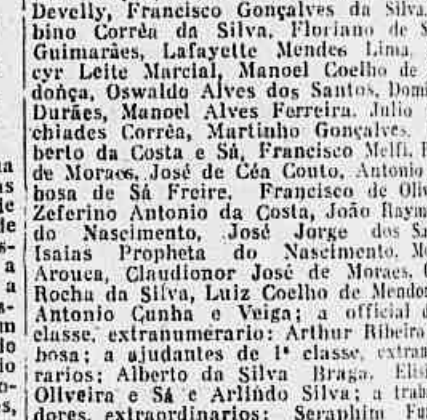 Develly, Francisco Gonçalves da Silva,
bino Corrêa da Silva, Floriano de S
Guimarães, Lafayette Mendes Lima,
cyr Leite Marcial, Manoel Coelho de
donça, Oswaldo Alves dos Santos, Domi
Durães, Manoel Alves Ferreira, Julio
chiades Corrêa, Martinho Gonçalves,
berto da Costa e Sá, Francisco Melfi, F
de Moraes, José de Céa Couto, Antonio
bosa de Sá Freire, Francisco de Oliv
Zeferino Antonio da Costa, João Raym
do Nascimento, José Jorge dos Sa
Isaias Propheta do Nascimento, Mo
Arouca, Claudionor José de Moraes,
Rocha da Silva, Luiz Coelho de Mendon
Antonio Cunha e Veiga; a official d
classe, extranumerario: Arthur Ribeiro
bosa; a ajudantes de 1ª classe, extran
rarios: Alberto da Silva Braga, Elisi
Oliveira e Sá e Arlindo Silva; a trab
dores, extraordinarios: Seraphim Fu